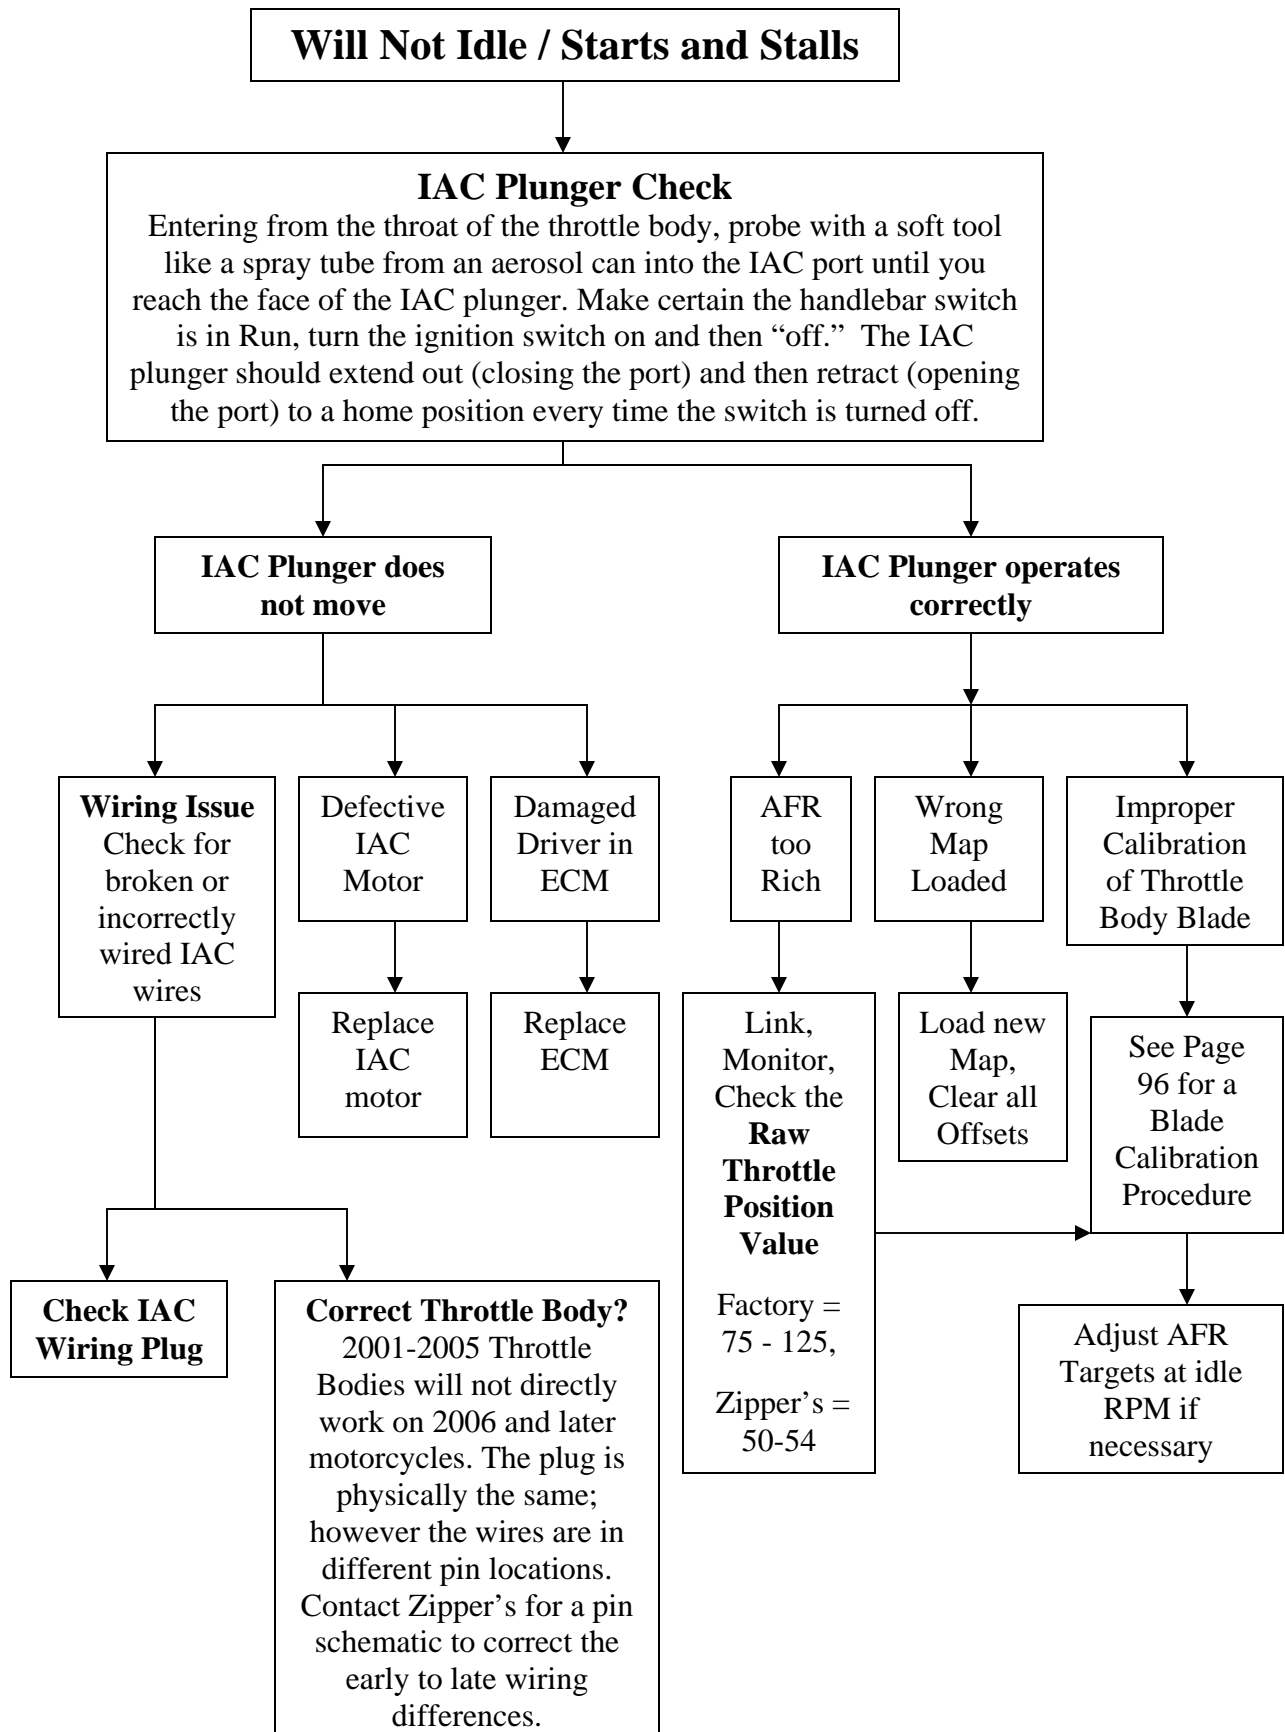 Will Not Idle / Starts and Stalls
IAC Plunger Check
Entering from the throat of the throttle body, probe with a soft tool
like a spray tube from an aerosol can into the IAC port until you
reach the face of the IAC plunger. Make certain the handlebar switch
is in Run, turn the ignition switch on and then “off.” The IAC
plunger should extend out (closing the port) and then retract (opening
the port) to a home position every time the switch is turned off.
IAC Plunger does
not move
IAC Plunger operates
correctly
Wiring Issue
Check for
broken or
incorrectly
wired IAC
wires
Defective
IAC
Motor
Damaged
Driver in
ECM
AFR
too
Rich
Wrong
Map
Loaded
Improper
Calibration
of Throttle
Body Blade
Replace
IAC
motor
Replace
ECM
Link,
Monitor,
Check the
Raw
Throttle
Position
Value
Factory =
75 - 125,
Zipper’s =
50-54
Load new
Map,
Clear all
Offsets
See Page
96 for a
Blade
Calibration
Procedure
Check IAC
Wiring Plug
Correct Throttle Body?
2001-2005 Throttle
Bodies will not directly
work on 2006 and later
motorcycles. The plug is
physically the same;
however the wires are in
different pin locations.
Contact Zipper’s for a pin
schematic to correct the
early to late wiring
differences.
Adjust AFR
Targets at idle
RPM if
necessary